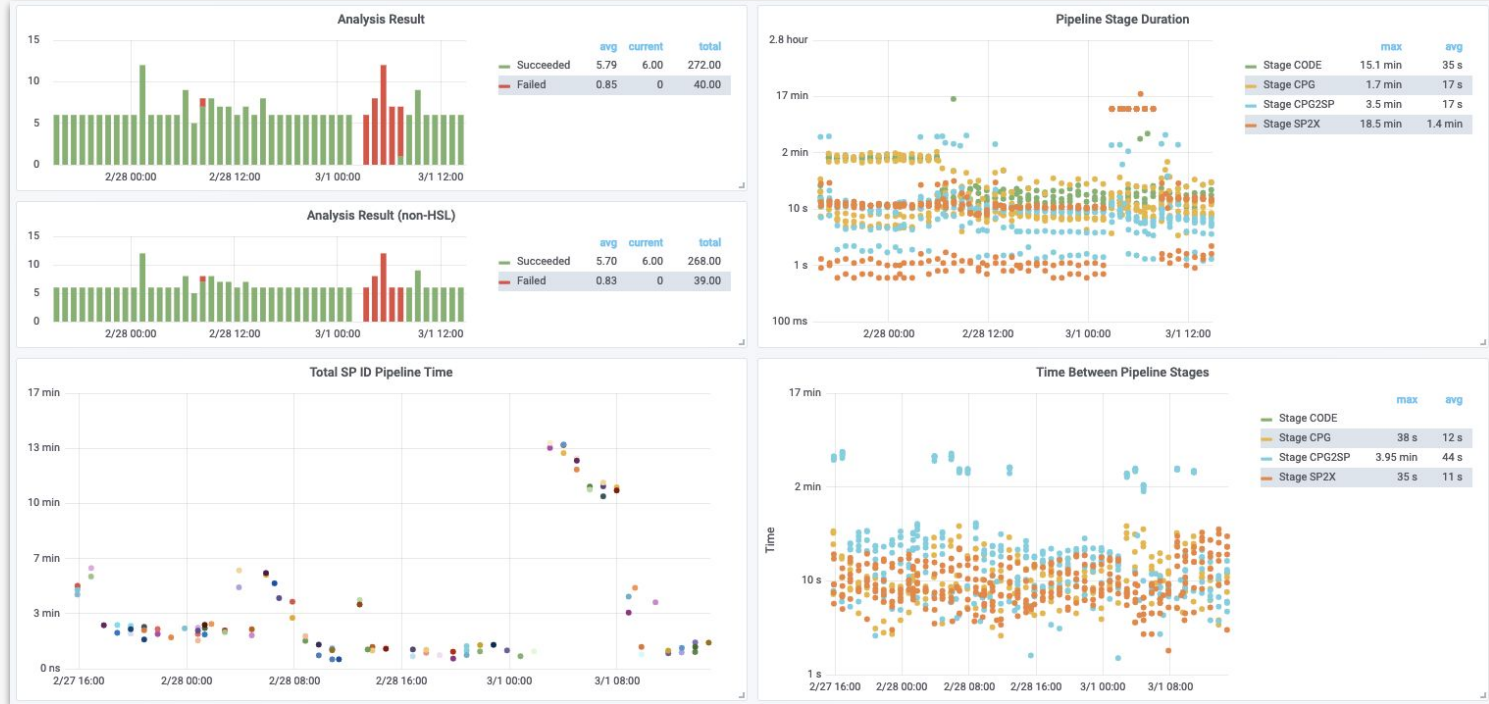 Analysis Result
15
10
5
0
2/28 00:00 2/28 12:00 3/1 00:00 3/1 12:00
avg current total
Succeeded 5.79 6.00 272.00
Failed 0.85 0 40.00
Analysis Result (non-HSL)
15
10
5
0
2/28 00:00 2/28 12:00 3/1 00:00 3/1 12:00
avg current total
Succeeded 5.70 6.00 268.00
Failed 0.83 0 39.00
Pipeline Stage Duration
2.8 hour
17 min
2 min
10 s
1 s
100 ms
2/28 00:00 2/28 12:00 3/1 00:00 3/1 12:00
max avg
Stage CODE 15.1 min 35 s
Stage CPG 1.7 min 17 s
Stage CPG2SP 3.5 min 17 s
Stage SP2X 18.5 min 1.4 min
Total SP ID Pipeline Time
17 min
13 min
10 min
7 min
3 min
0 ns
2/27 16:00 2/28 00:00 2/28 08:00 2/28 16:00 3/1 00:00 3/1 08:00
Time Between Pipeline Stages
Time
17 min
2 min
10 s
1 s
2/27 16:00 2/28 00:00 2/28 08:00 2/28 16:00 3/1 00:00 3/1 08:00
max avg
Stage CODE
Stage CPG 38 s 12 s
Stage CPG2SP 3.95 min 44 s
Stage SP2X 35 s 11 s